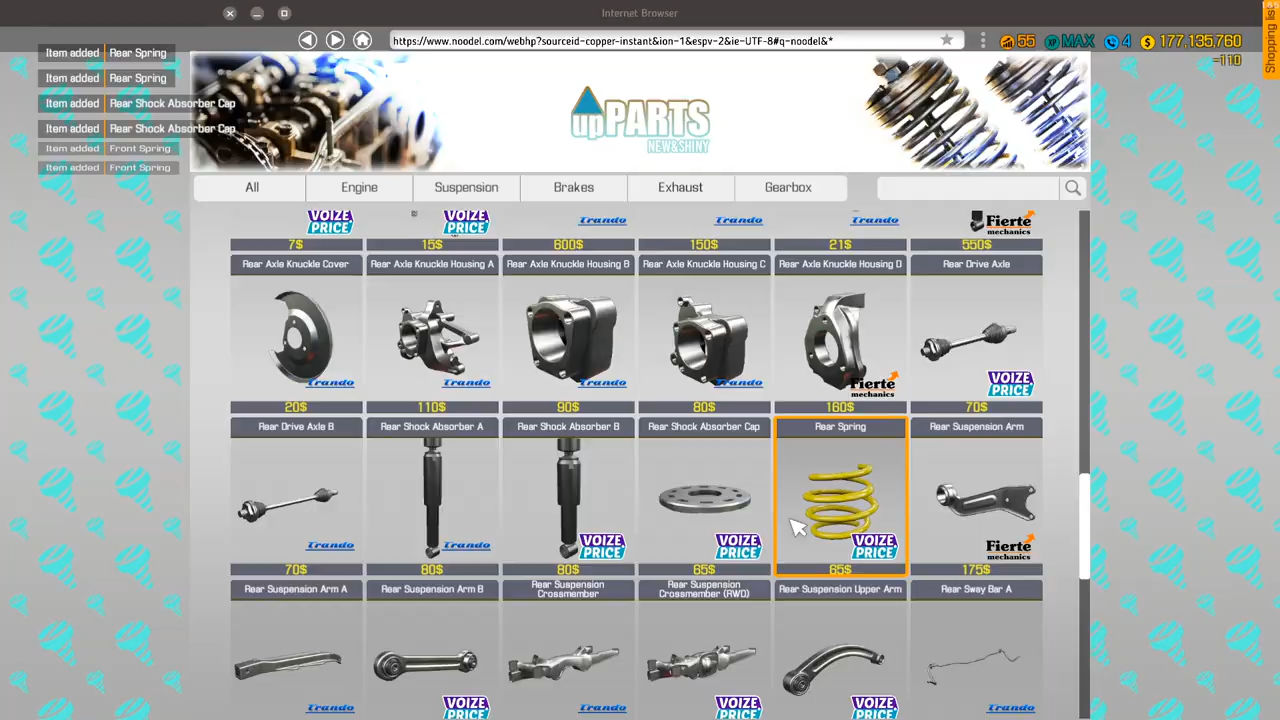 Internet Browser
https://www.noodel.com/webhp?sourceid-copper-instant&ion-1&espv-2&ie-UTF-8#q-noodel&*
55 MAX 4 $ 177,135,760
-110
Shopping list
Item added Rear Spring
Item added Rear Spring
Item added Rear Shock Absorber Cap
Item added Rear Shock Absorber Cap
Item added Front Spring
Item added Front Spring
upPARTS
NEW&SHINY
All Engine Suspension Brakes Exhaust Gearbox
VOIZE PRICE VOIZE PRICE Trando Trando Trando Fierte mechanics
7$ 15$ 600$ 150$ 21$ 550$
Rear Axle Knuckle Cover Rear Axle Knuckle Housing A Rear Axle Knuckle Housing B Rear Axle Knuckle Housing C Rear Axle Knuckle Housing D Rear Drive Axle
Trando Trando Trando Trando Fierte mechanics VOIZE PRICE
20$ 110$ 90$ 80$ 160$ 70$
Rear Drive Axle B Rear Shock Absorber A Rear Shock Absorber B Rear Shock Absorber Cap Rear Spring Rear Suspension Arm
Trando Trando VOIZE PRICE VOIZE PRICE VOIZE PRICE Fierte mechanics
70$ 80$ 80$ 65$ 65$ 175$
Rear Suspension Arm A Rear Suspension Arm B Rear Suspension Crossmember Rear Suspension Crossmember (RWD) Rear Suspension Upper Arm Rear Sway Bar A
Trando VOIZE PRICE Trando VOIZE PRICE VOIZE PRICE Trando